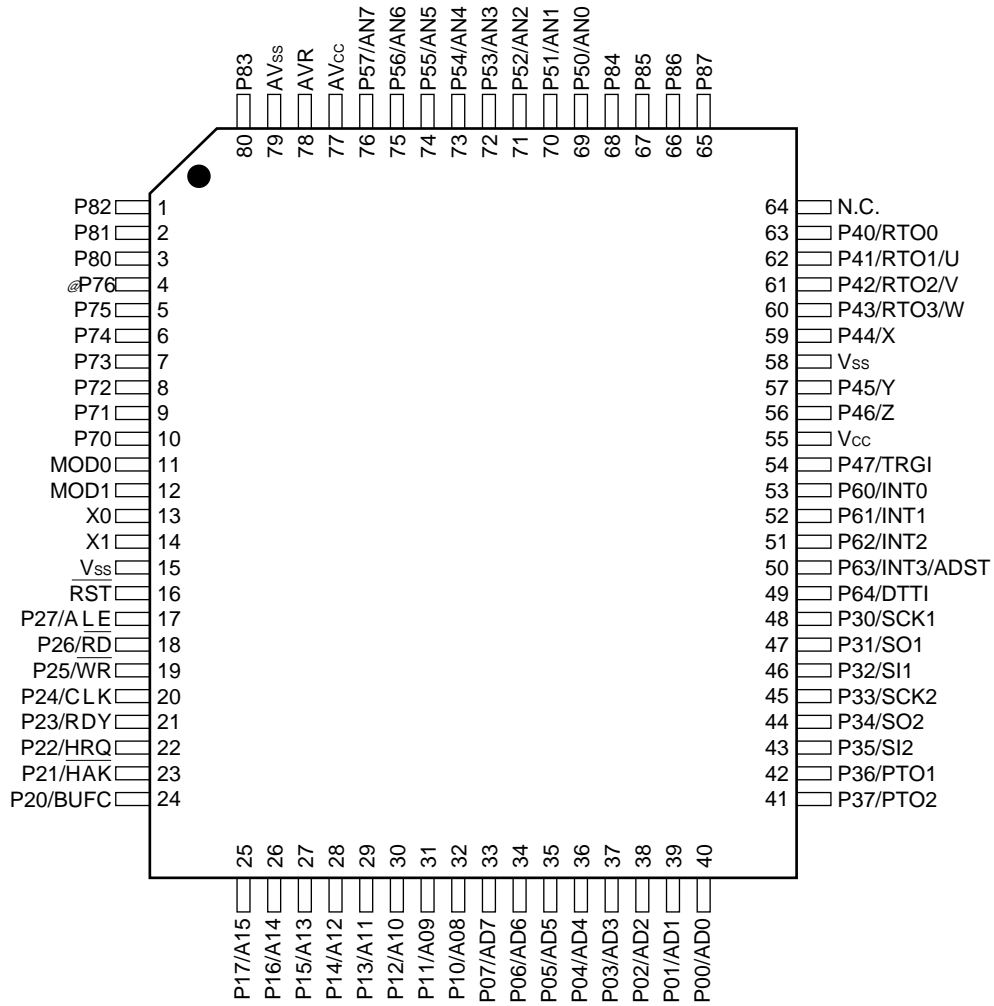 P83
AVss
AVR
AVcc
P57/AN7
P56/AN6
P55/AN5
P54/AN4
P53/AN3
P52/AN2
P51/AN1
P50/AN0
P84
P85
P86
P87
80 79 78 77 76 75 74 73 72 71 70 69 68 67 66 65
P82 1
P81 2
P80 3
@P76 4
P75 5
P74 6
P73 7
P72 8
P71 9
P70 10
MOD0 11
MOD1 12
X0 13
X1 14
Vss 15
RST 16
P27/ALE 17
P26/RD 18
P25/WR 19
P24/CLK 20
P23/RDY 21
P22/HRQ 22
P21/HAK 23
P20/BUFC 24
64 N.C.
63 P40/RTO0
62 P41/RTO1/U
61 P42/RTO2/V
60 P43/RTO3/W
59 P44/X
58 Vss
57 P45/Y
56 P46/Z
55 Vcc
54 P47/TRGI
53 P60/INT0
52 P61/INT1
51 P62/INT2
50 P63/INT3/ADST
49 P64/DTTI
48 P30/SCK1
47 P31/SO1
46 P32/SI1
45 P33/SCK2
44 P34/SO2
43 P35/SI2
42 P36/PTO1
41 P37/PTO2
25 26 27 28 29 30 31 32 33 34 35 36 37 38 39 40
P17/A15
P16/A14
P15/A13
P14/A12
P13/A11
P12/A10
P11/A09
P10/A08
P07/AD7
P06/AD6
P05/AD5
P04/AD4
P03/AD3
P02/AD2
P01/AD1
P00/AD0